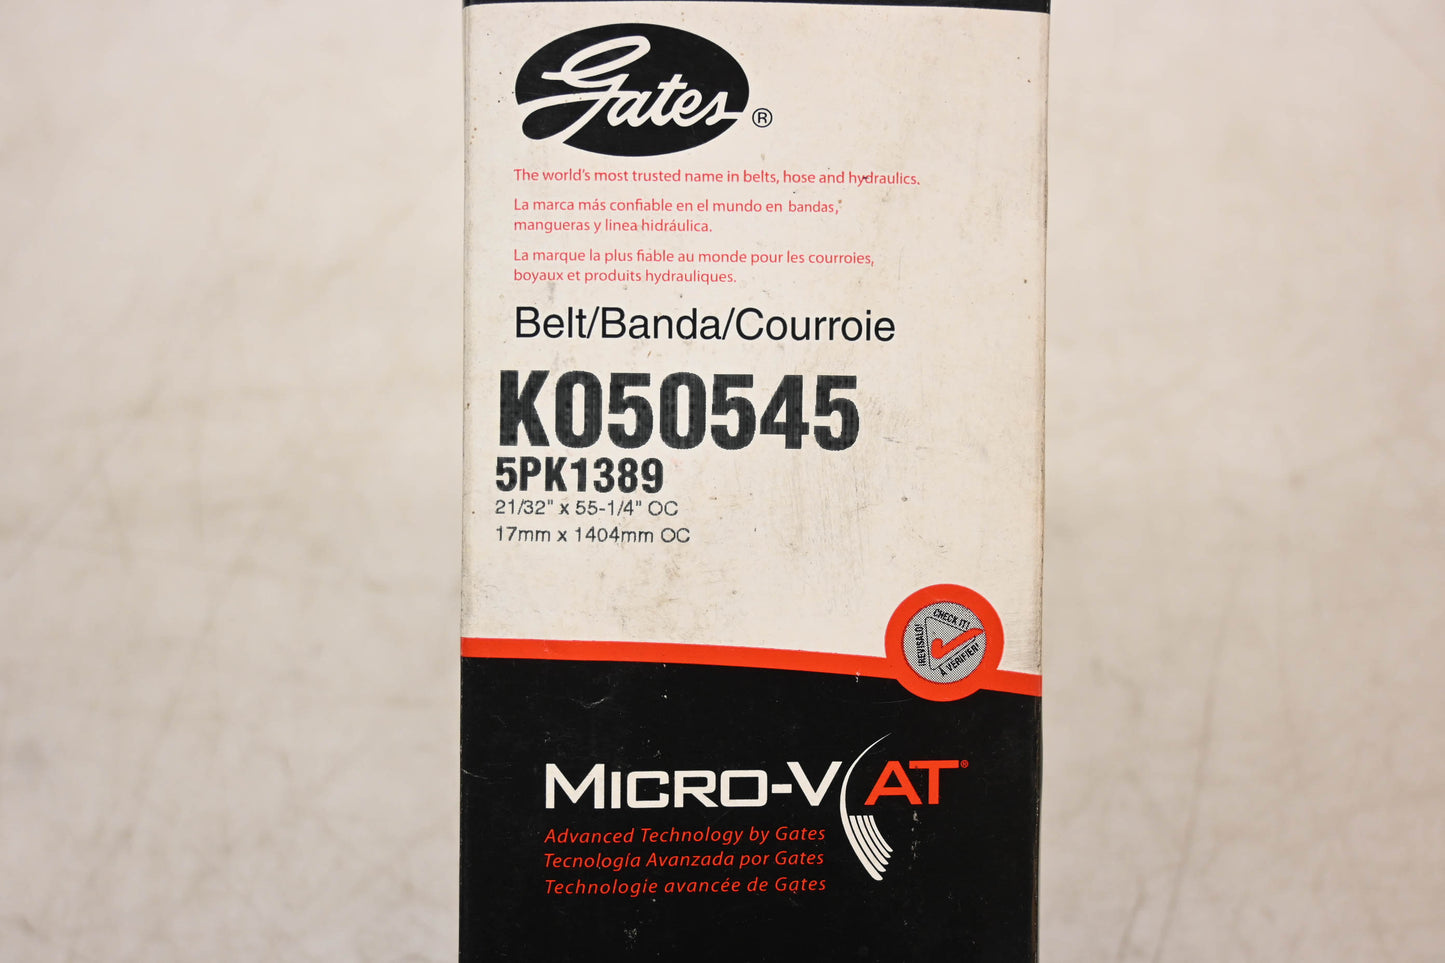 Gates®
The world's most trusted name in belts, hose and hydraulics.
La marca más confiable en el mundo en bandas,
mangueras y linea hidráulica.
La marque la plus fiable au monde pour les courroies,
boyaux et produits hydrauliques.
Belt/Banda/Courroie
K050545
5PK1389
21/32" x 55-1/4" OC
17mm x 1404mm OC
CHECK IT!
¡REVISALO!
À VÉRIFIER!
MICRO-V AT®
Advanced Technology by Gates
Tecnología Avanzada por Gates
Technologie avancée de Gates